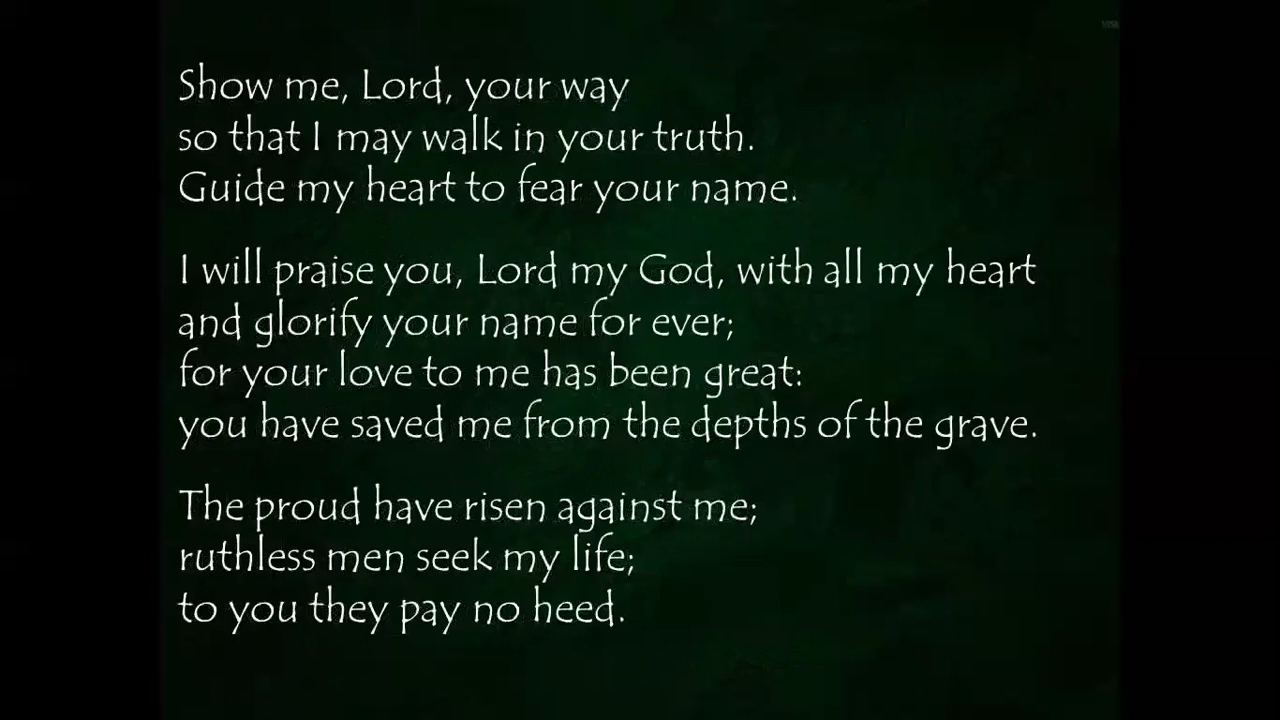 Show me, Lord, your way
so that I may walk in your truth.
Guide my heart to fear your name.
I will praise you, Lord my God, with all my heart
and glorify your name for ever;
for your love to me has been great:
you have saved me from the depths of the grave.
The proud have risen against me;
ruthless men seek my life;
to you they pay no heed.